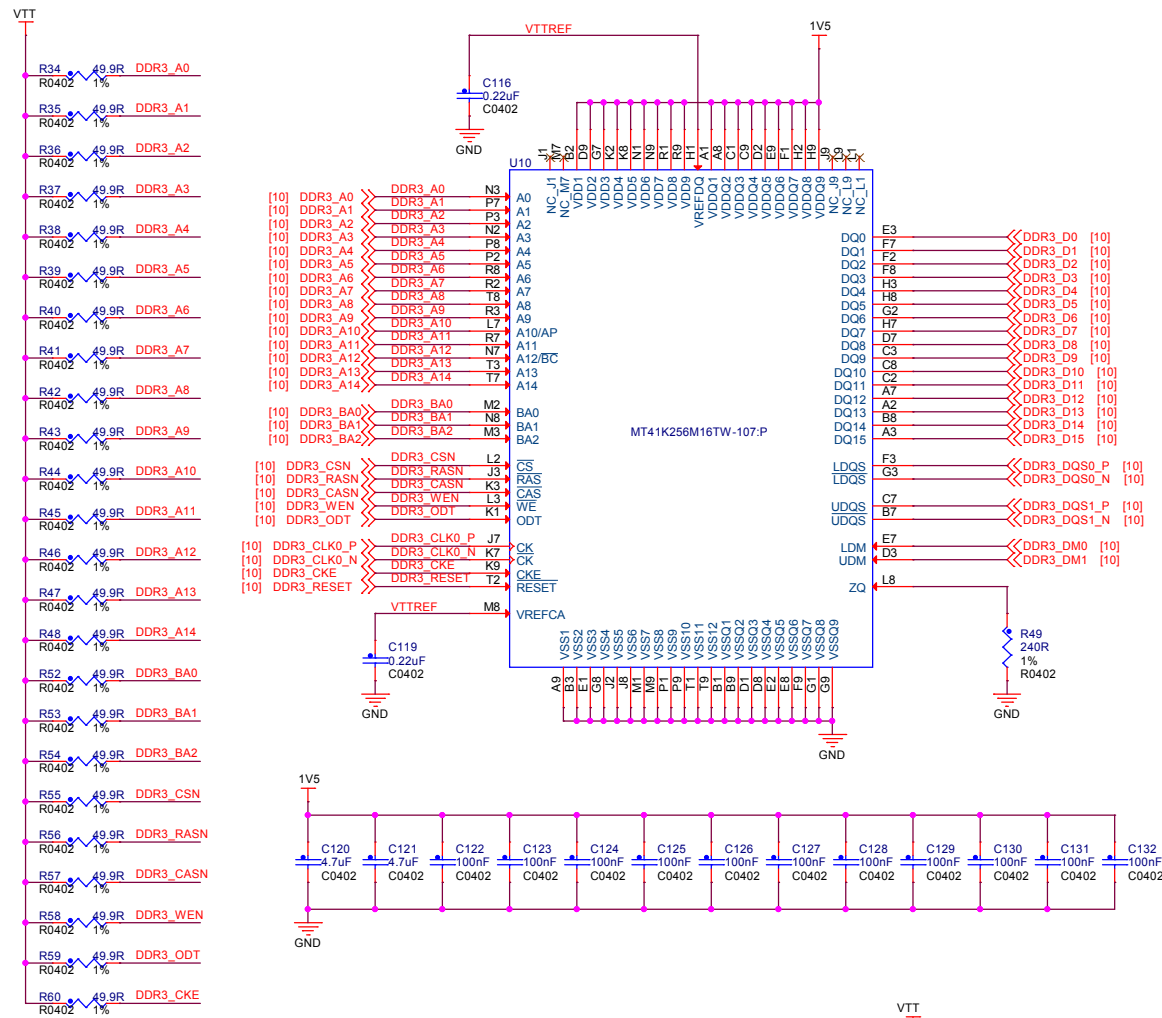 VTT
R34 49.9R DDR3_A0
R0402 1%
R35 49.9R DDR3_A1
R0402 1%
R36 49.9R DDR3_A2
R0402 1%
R37 49.9R DDR3_A3
R0402 1%
R38 49.9R DDR3_A4
R0402 1%
R39 49.9R DDR3_A5
R0402 1%
R40 49.9R DDR3_A6
R0402 1%
R41 49.9R DDR3_A7
R0402 1%
R42 49.9R DDR3_A8
R0402 1%
R43 49.9R DDR3_A9
R0402 1%
R44 49.9R DDR3_A10
R0402 1%
R45 49.9R DDR3_A11
R0402 1%
R46 49.9R DDR3_A12
R0402 1%
R47 49.9R DDR3_A13
R0402 1%
R48 49.9R DDR3_A14
R0402 1%
R52 49.9R DDR3_BA0
R0402 1%
R53 49.9R DDR3_BA1
R0402 1%
R54 49.9R DDR3_BA2
R0402 1%
R55 49.9R DDR3_CSN
R0402 1%
R56 49.9R DDR3_RASN
R0402 1%
R57 49.9R DDR3_CASN
R0402 1%
R58 49.9R DDR3_WEN
R0402 1%
R59 49.9R DDR3_ODT
R0402 1%
R60 49.9R DDR3_CKE
R0402 1%
VTTREF
1V5
C116
0.22uF
C0402
GND
U10
J1 M7 B2 D9 G7 K2 K8 N1 N9 R1 R9 H1 A1 A8 C1 C9 D2 E9 F1 H2 H9 J9 L9 L1
NC_J1 NC_M7 VDD1 VDD2 VDD3 VDD4 VDD5 VDD6 VDD7 VDD8 VDD9 VREFDQ VDDQ1 VDDQ2 VDDQ3 VDDQ4 VDDQ5 VDDQ6 VDDQ7 VDDQ8 VDDQ9 NC_J9 NC_L9 NC_L1
[10] DDR3_A0 DDR3_A0 N3 A0
[10] DDR3_A1 DDR3_A1 P7 A1
[10] DDR3_A2 DDR3_A2 P3 A2
[10] DDR3_A3 DDR3_A3 N2 A3
[10] DDR3_A4 DDR3_A4 P8 A4
[10] DDR3_A5 DDR3_A5 P2 A5
[10] DDR3_A6 DDR3_A6 R8 A6
[10] DDR3_A7 DDR3_A7 R2 A7
[10] DDR3_A8 DDR3_A8 T8 A8
[10] DDR3_A9 DDR3_A9 R3 A9
[10] DDR3_A10 DDR3_A10 L7 A10/AP
[10] DDR3_A11 DDR3_A11 R7 A11
[10] DDR3_A12 DDR3_A12 N7 A12/BC
[10] DDR3_A13 DDR3_A13 T3 A13
[10] DDR3_A14 DDR3_A14 T7 A14
[10] DDR3_BA0 DDR3_BA0 M2 BA0
[10] DDR3_BA1 DDR3_BA1 N8 BA1
[10] DDR3_BA2 DDR3_BA2 M3 BA2
[10] DDR3_CSN DDR3_CSN L2 CS
[10] DDR3_RASN DDR3_RASN J3 RAS
[10] DDR3_CASN DDR3_CASN K3 CAS
[10] DDR3_WEN DDR3_WEN L3 WE
[10] DDR3_ODT DDR3_ODT K1 ODT
[10] DDR3_CLK0_P DDR3_CLK0_P J7 CK
[10] DDR3_CLK0_N DDR3_CLK0_N K7 CK
[10] DDR3_CKE DDR3_CKE K9 CKE
[10] DDR3_RESET DDR3_RESET T2 RESET
VTTREF M8 VREFCA
C119
0.22uF
C0402
GND
MT41K256M16TW-107:P
DQ0 E3 DDR3_D0 [10]
DQ1 F7 DDR3_D1 [10]
DQ2 F2 DDR3_D2 [10]
DQ3 F8 DDR3_D3 [10]
DQ4 H3 DDR3_D4 [10]
DQ5 H8 DDR3_D5 [10]
DQ6 G2 DDR3_D6 [10]
DQ7 H7 DDR3_D7 [10]
DQ8 D7 DDR3_D8 [10]
DQ9 C3 DDR3_D9 [10]
DQ10 C8 DDR3_D10 [10]
DQ11 C2 DDR3_D11 [10]
DQ12 A7 DDR3_D12 [10]
DQ13 A2 DDR3_D13 [10]
DQ14 B8 DDR3_D14 [10]
DQ15 A3 DDR3_D15 [10]
LDQS F3 DDR3_DQS0_P [10]
LDQS G3 DDR3_DQS0_N [10]
UDQS C7 DDR3_DQS1_P [10]
UDQS B7 DDR3_DQS1_N [10]
LDM E7 DDR3_DM0 [10]
UDM D3 DDR3_DM1 [10]
ZQ L8
R49
240R
1%
R0402
GND
VSS1 VSS2 VSS3 VSS4 VSS5 VSS6 VSS7 VSS8 VSS9 VSS10 VSS11 VSS12 VSSQ1 VSSQ2 VSSQ3 VSSQ4 VSSQ5 VSSQ6 VSSQ7 VSSQ8 VSSQ9
A9 B3 E1 G8 J2 J8 M1 M9 P1 P9 T1 T9 B1 B9 D1 D8 E2 E8 F9 G1 G9
GND
1V5
C120 C121 C122 C123 C124 C125 C126 C127 C128 C129 C130 C131 C132
4.7uF 4.7uF 100nF 100nF 100nF 100nF 100nF 100nF 100nF 100nF 100nF 100nF 100nF
C0402 C0402 C0402 C0402 C0402 C0402 C0402 C0402 C0402 C0402 C0402 C0402 C0402
GND
VTT